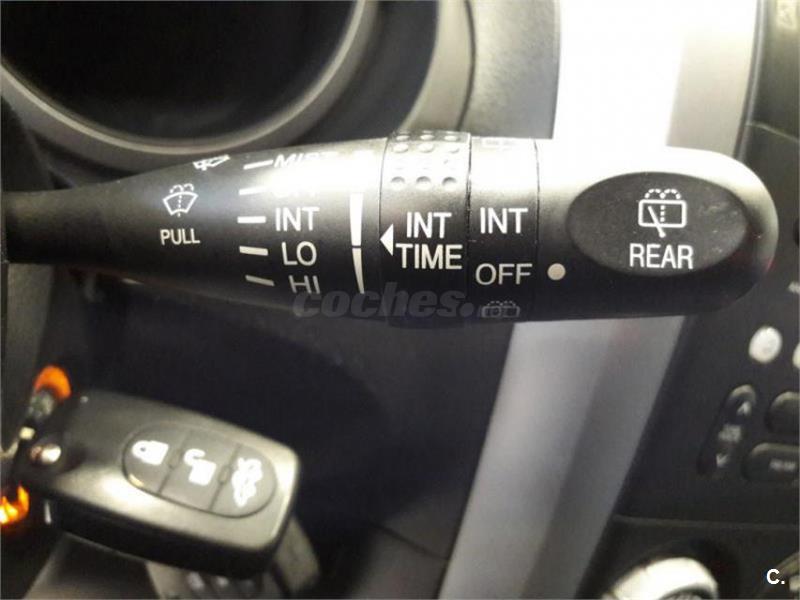 MIST
INT
LO
HI
PULL
INT
TIME
INT
OFF
REAR
coches.
C.